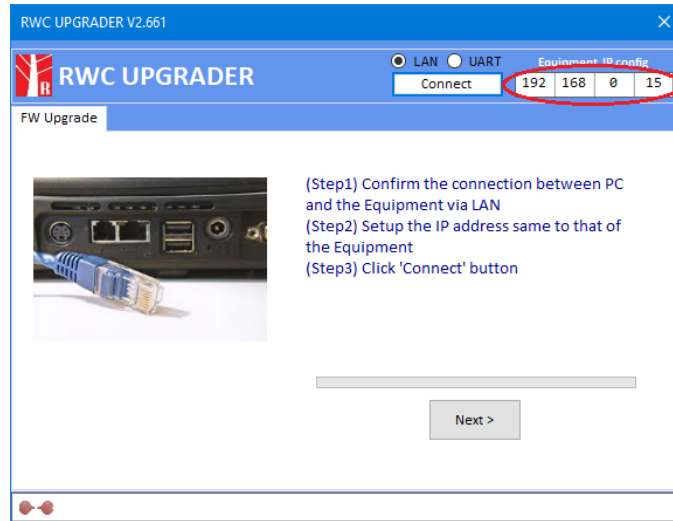 RWC UPGRADER V2.661
R RWC UPGRADER
LAN UART
Equipment IP config
Connect
192 168 0 15
FW Upgrade
(Step1) Confirm the connection between PC
and the Equipment via LAN
(Step2) Setup the IP address same to that of
the Equipment
(Step3) Click 'Connect' button
Next >